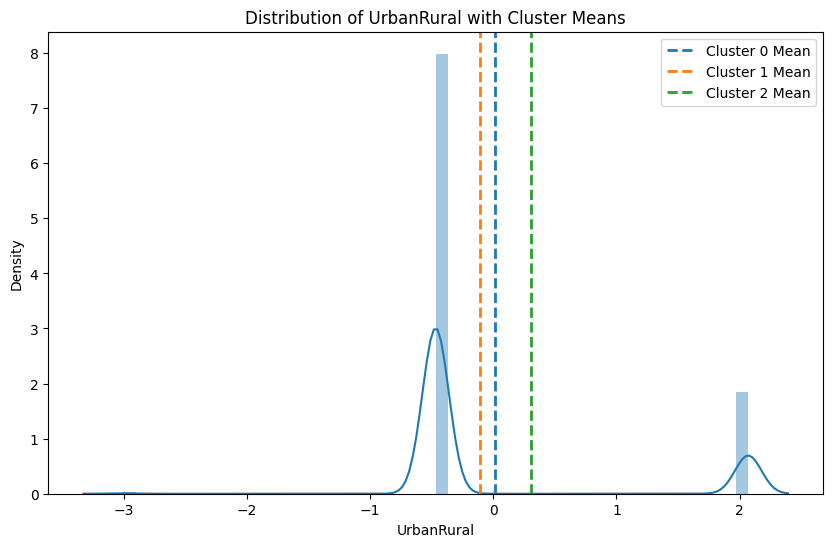 Distribution of UrbanRural with Cluster Means
Cluster 0 Mean
Cluster 1 Mean
Cluster 2 Mean
Density
8
7
6
5
4
3
2
1
0
−3
−2
−1
0
1
2
UrbanRural